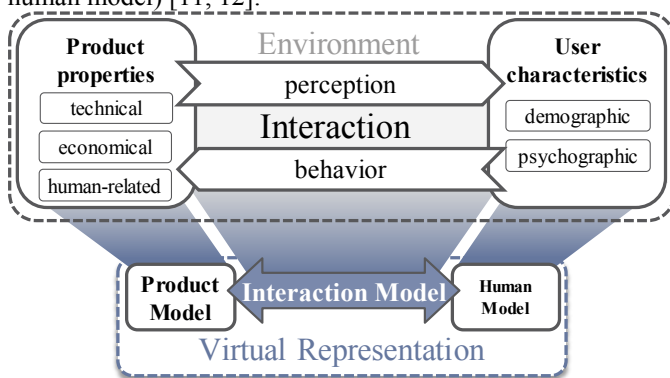 human model) [11, 12].
Environment
Product
properties
technical
economical
human-related
perception
Interaction
behavior
User
characteristics
demographic
psychographic
Product
Model
Interaction Model
Human
Model
Virtual Representation